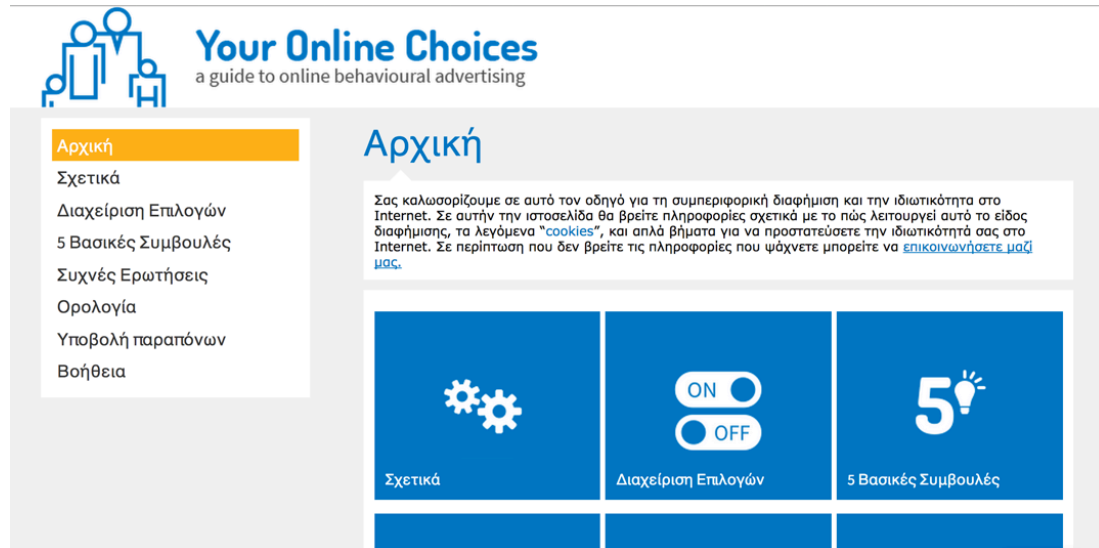 Your Online Choices
a guide to online behavioural advertising
Αρχική
Σχετικά
Διαχείριση Επιλογών
5 Βασικές Συμβουλές
Συχνές Ερωτήσεις
Ορολογία
Υποβολή παραπόνων
Βοήθεια
Αρχική
Σας καλωσορίζουμε σε αυτό τον οδηγό για τη συμπεριφορική διαφήμιση και την ιδιωτικότητα στο
Internet. Σε αυτήν την ιστοσελίδα θα βρείτε πληροφορίες σχετικά με το πώς λειτουργεί αυτό το είδος
διαφήμισης, τα λεγόμενα "cookies", και απλά βήματα για να προστατεύσετε την ιδιωτικότητά σας στο
Internet. Σε περίπτωση που δεν βρείτε τις πληροφορίες που ψάχνετε μπορείτε να επικοινωνήσετε μαζί
μας.
ON
OFF
5
Σχετικά
Διαχείριση Επιλογών
5 Βασικές Συμβουλές